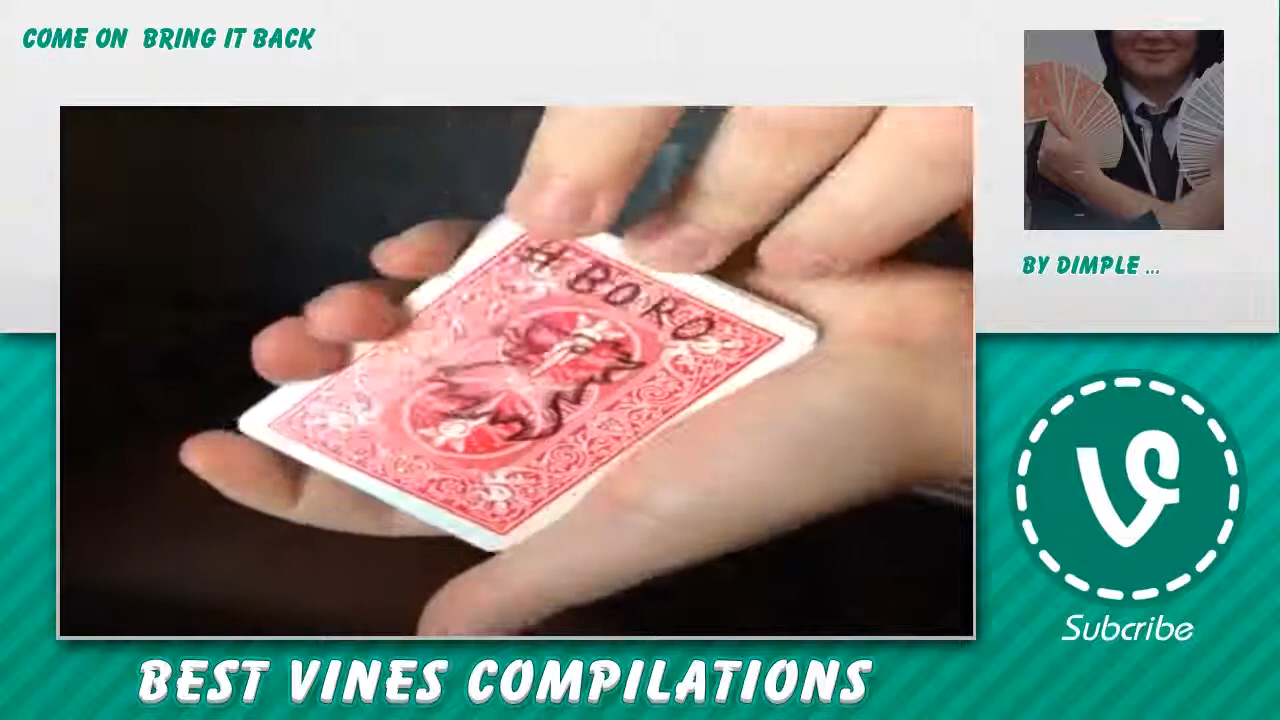 COME ON BRING IT BACK
# BORO
BY DIMPLE ...
Subcribe
BEST VINES COMPILATIONS